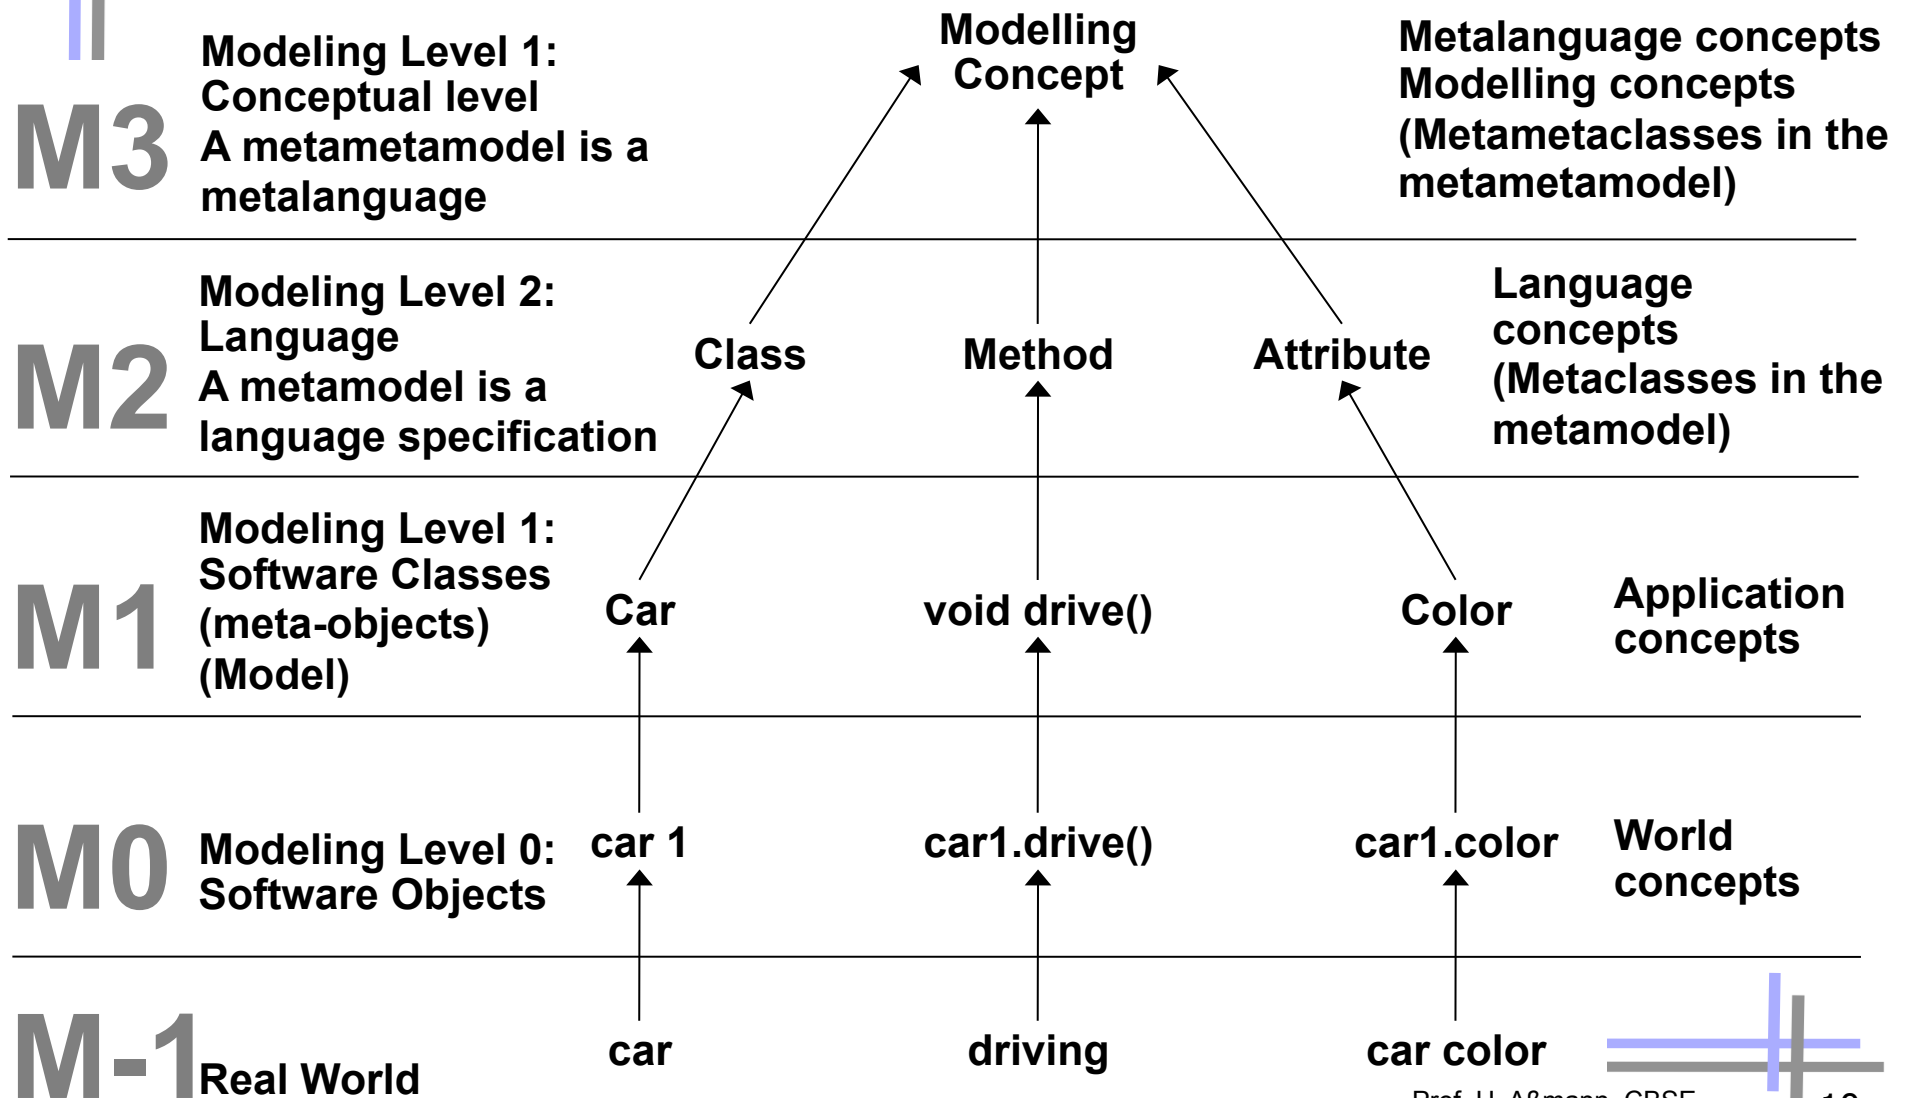 M3
Modeling Level 1:
Conceptual level
A metametamodel is a
metalanguage
Modelling
Concept
Metalanguage concepts
Modelling concepts
(Metametaclasses in the
metametamodel)
M2
Modeling Level 2:
Language
A metamodel is a
language specification
Class
Method
Attribute
Language
concepts
(Metaclasses in the
metamodel)
M1
Modeling Level 1:
Software Classes
(meta-objects)
(Model)
Car
void drive()
Color
Application
concepts
M0
Modeling Level 0:
Software Objects
car 1
car1.drive()
car1.color
World
concepts
M-1
Real World
car
driving
car color
Prof. U. Aßmann, CBSE